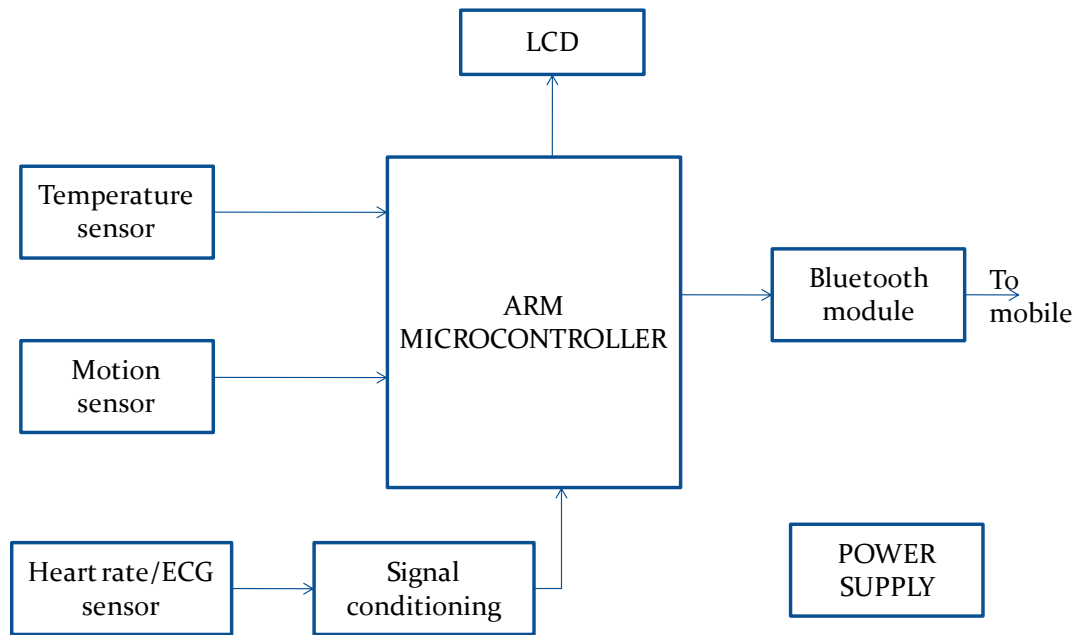 LCD
Temperature
sensor
ARM
MICROCONTROLLER
Bluetooth
module
To
mobile
Motion
sensor
Heart rate/ECG
sensor
Signal
conditioning
POWER
SUPPLY